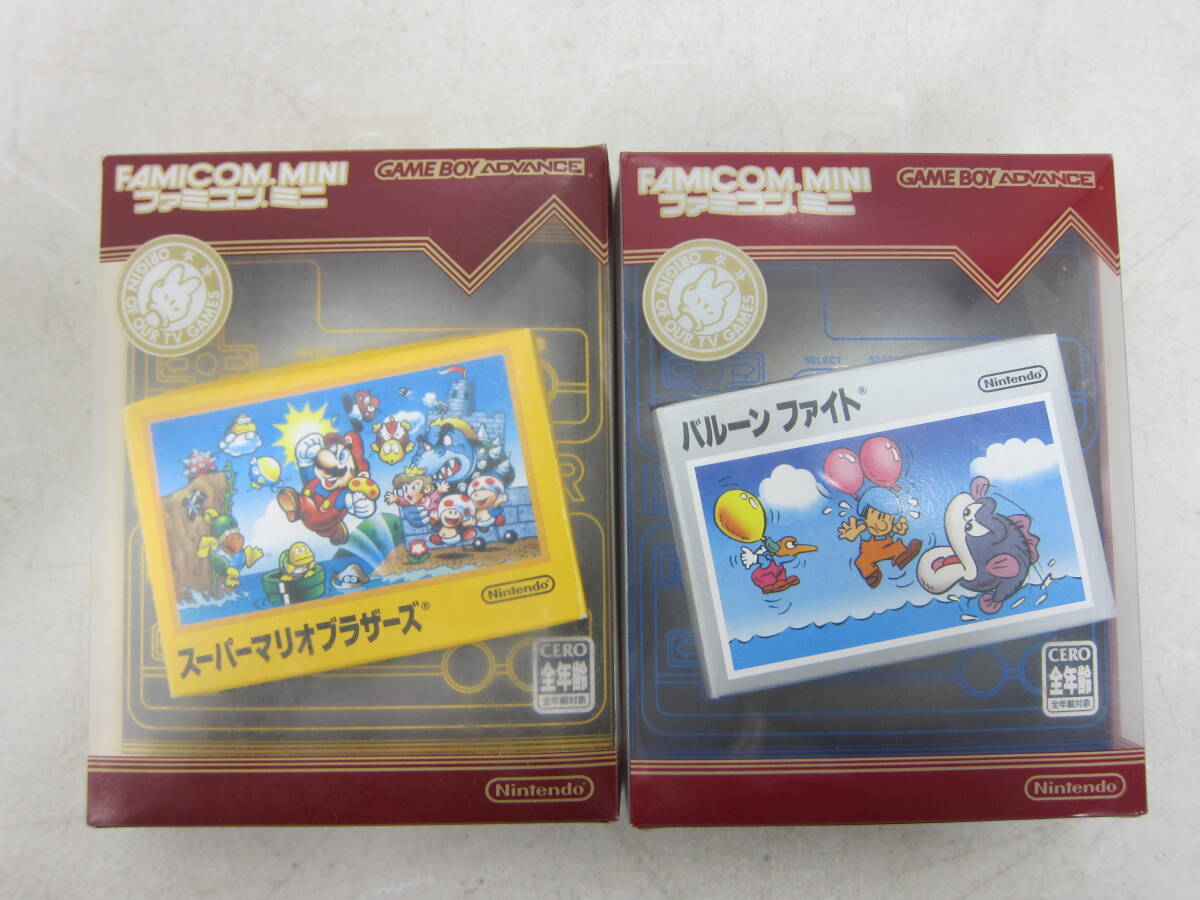 FAMICOM MINI
ファミコンミニ
GAME BOY ADVANCE
ORIGIN OF OUR TV GAMES
Nintendo
スーパーマリオブラザーズ®
CERO
全年齢
全年齢対象
Nintendo
FAMICOM MINI
ファミコンミニ
GAME BOY ADVANCE
ORIGIN OF OUR TV GAMES
SELECT
Nintendo
バルーン ファイト®
CERO
全年齢
全年齢対象
Nintendo